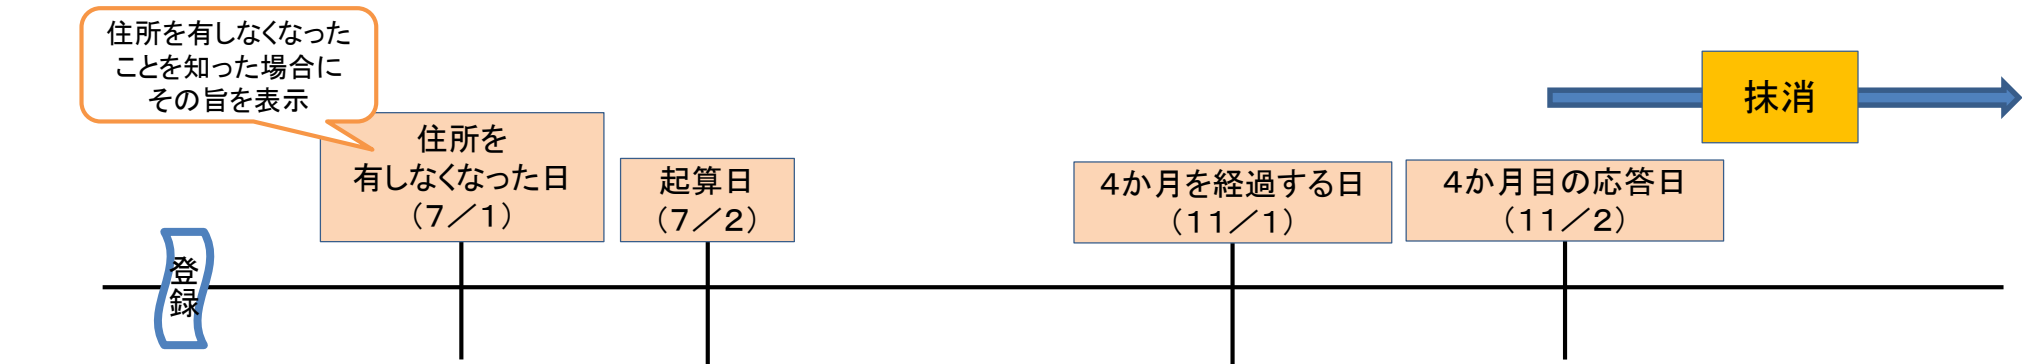 住所を有しなくなった
ことを知った場合に
その旨を表示
抹消
住所を
有しなくなった日
（７／１）
起算日
（７／２）
４か月を経過する日
（１１／１）
４か月目の応答日
（１１／２）
登
録